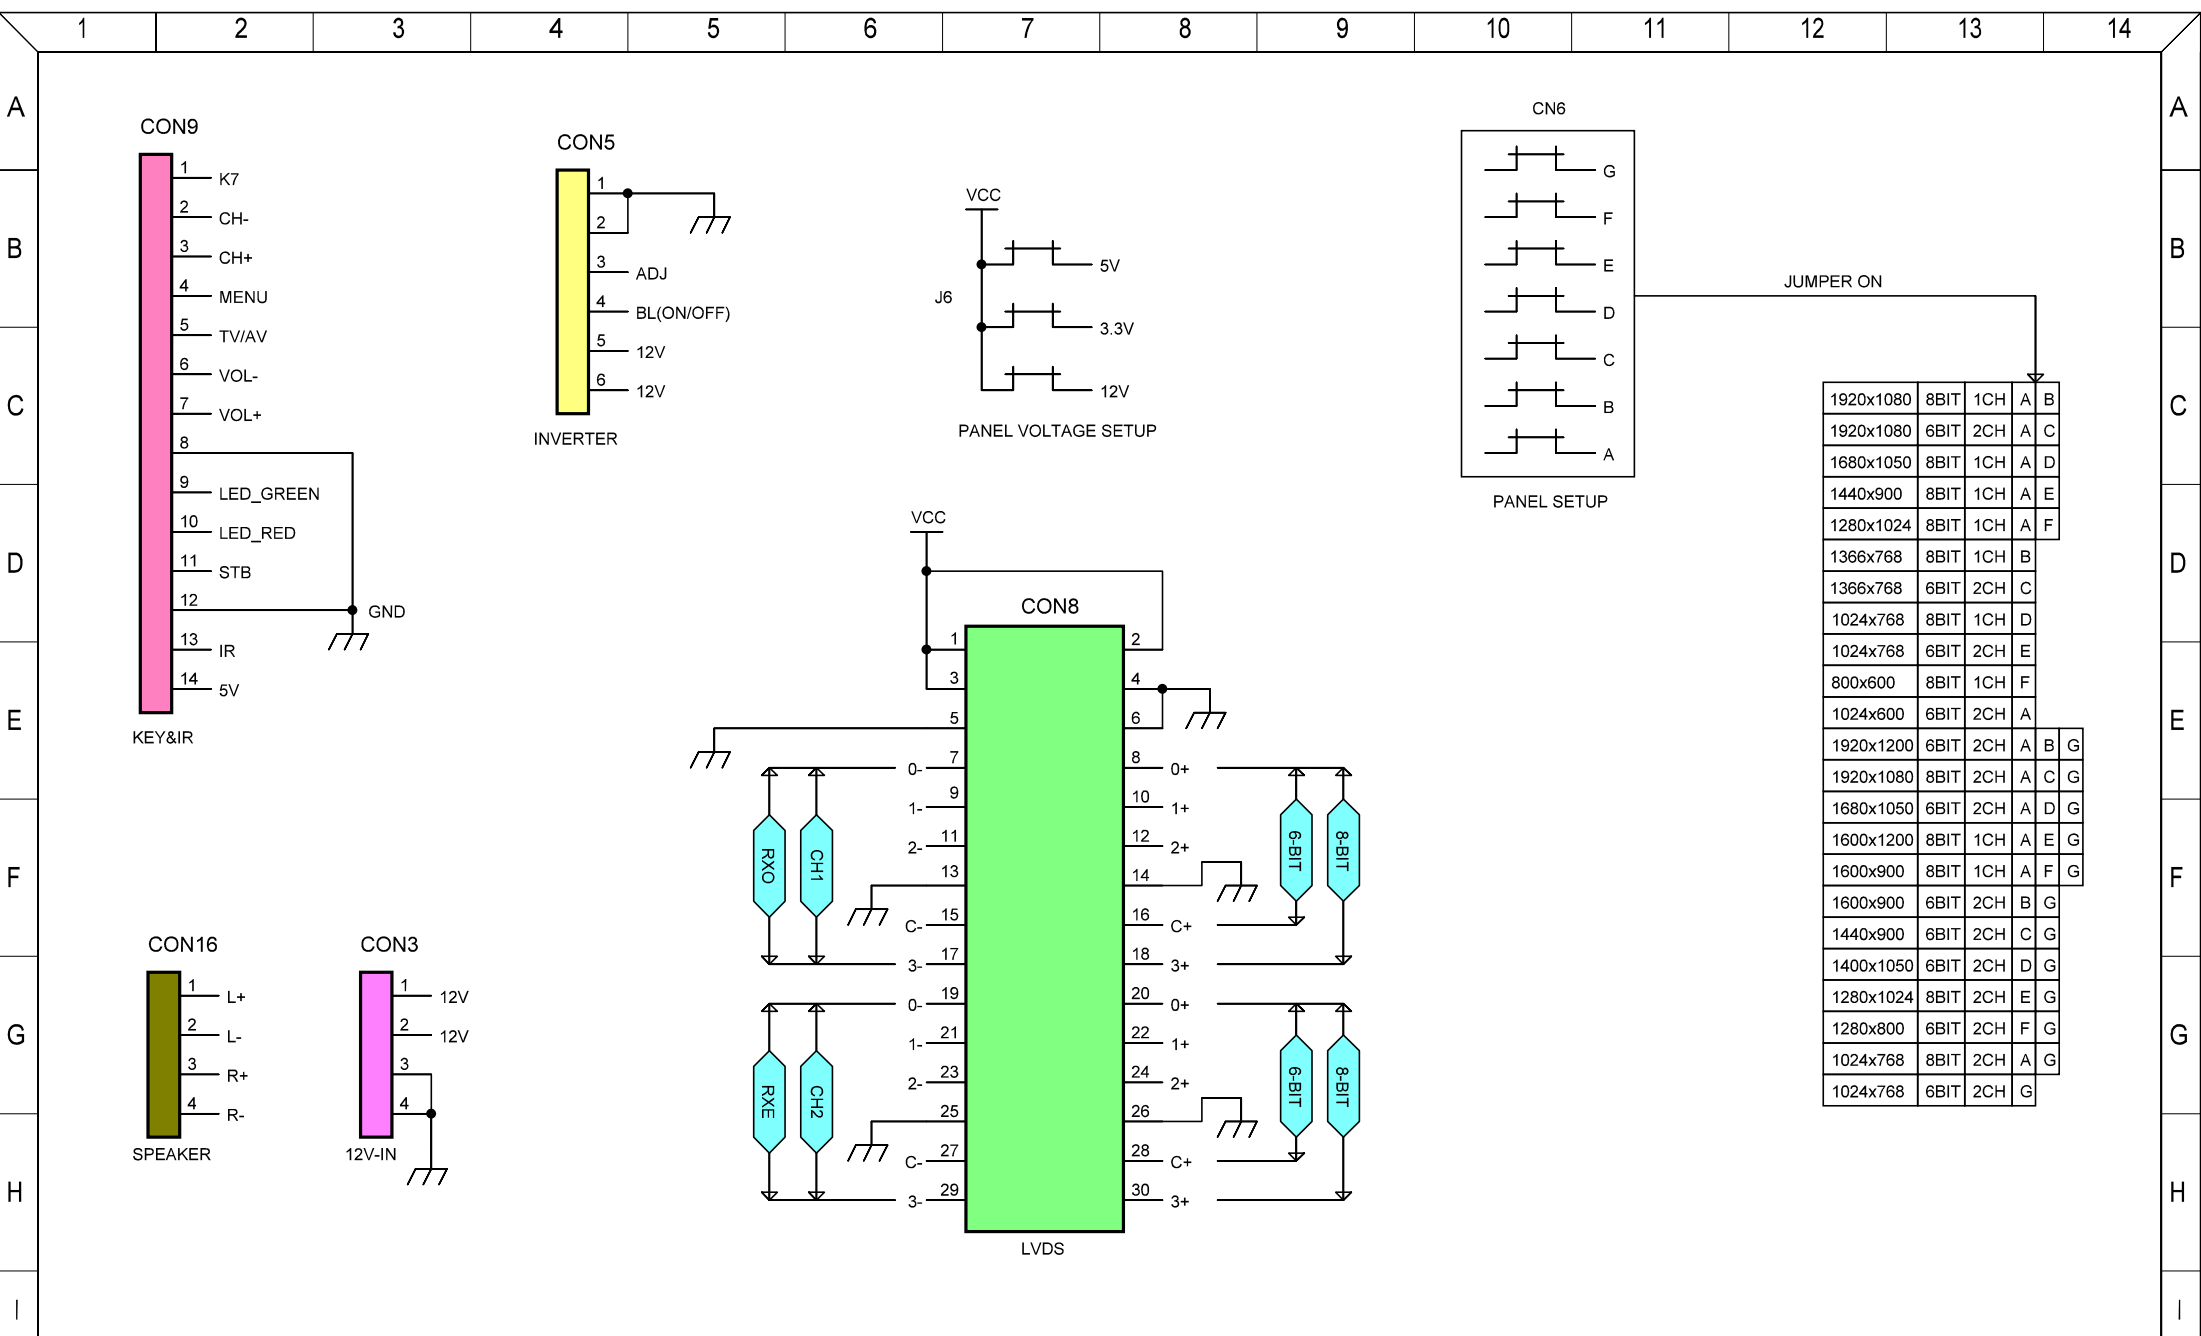 1 2 3 4 5 6 7 8 9 10 11 12 13 14
A
B
C
D
E
F
G
H
I
CON9
1 K7
2 CH-
3 CH+
4 MENU
5 TV/AV
6 VOL-
7 VOL+
8
9 LED_GREEN
10 LED_RED
11 STB
12 GND
13 IR
14 5V
KEY&IR
CON5
1
2
3 ADJ
4 BL(ON/OFF)
5 12V
6 12V
INVERTER
VCC
J6
5V
3.3V
12V
PANEL VOLTAGE SETUP
CN6
G
F
E
D
C
B
A
PANEL SETUP
JUMPER ON
1920x1080 8BIT 1CH A B
1920x1080 6BIT 2CH A C
1680x1050 8BIT 1CH A D
1440x900 8BIT 1CH A E
1280x1024 8BIT 1CH A F
1366x768 8BIT 1CH B
1366x768 6BIT 2CH C
1024x768 8BIT 1CH D
1024x768 6BIT 2CH E
800x600 8BIT 1CH F
1024x600 6BIT 2CH A
1920x1200 6BIT 2CH A B G
1920x1080 8BIT 2CH A C G
1680x1050 6BIT 2CH A D G
1600x1200 8BIT 1CH A E G
1600x900 8BIT 1CH A F G
1600x900 6BIT 2CH B G
1440x900 6BIT 2CH C G
1400x1050 6BIT 2CH D G
1280x1024 8BIT 2CH E G
1280x800 6BIT 2CH F G
1024x768 8BIT 2CH A G
1024x768 6BIT 2CH G
CON16
1 L+
2 L-
3 R+
4 R-
SPEAKER
CON3
1 12V
2 12V
3
4
12V-IN
VCC
CON8
1 2
3 4
5 6
0- 7 8 0+
1- 9 10 1+
2- 11 12 2+
13 14
C- 15 16 C+
3- 17 18 3+
0- 19 20 0+
1- 21 22 1+
2- 23 24 2+
25 26
C- 27 28 C+
3- 29 30 3+
RXO
CH1
6-BIT
8-BIT
RXE
CH2
6-BIT
8-BIT
LVDS
A
B
C
D
E
F
G
H
I